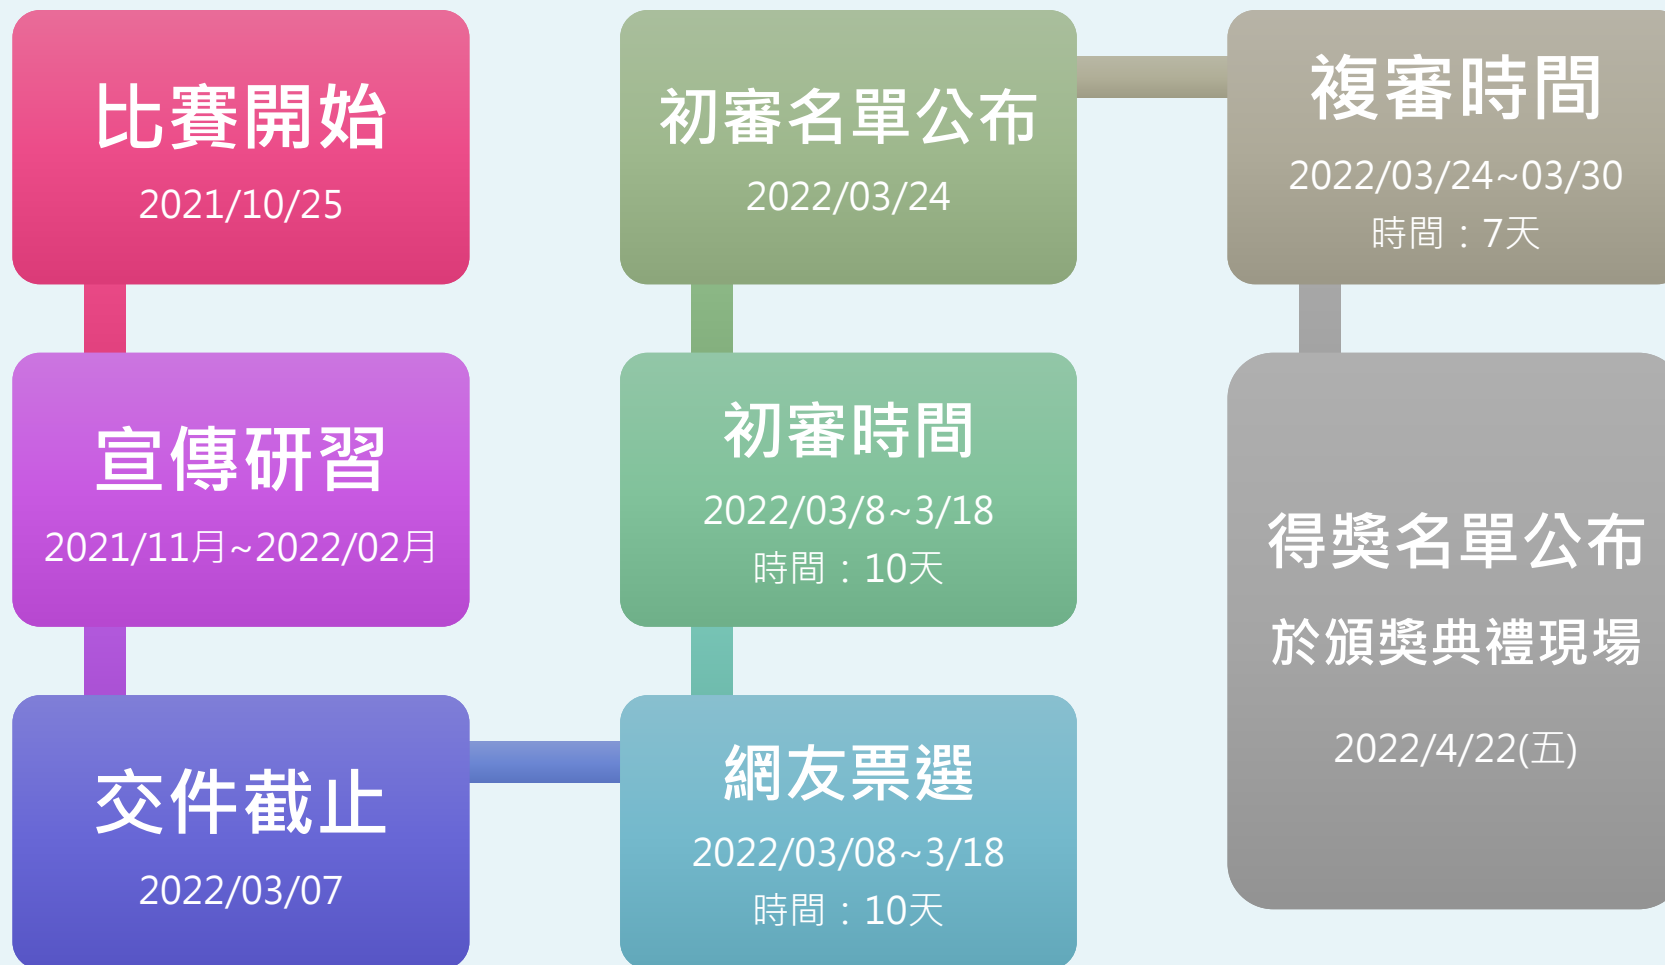 比賽開始
2021/10/25
宣傳研習
2021/11月~2022/02月
交件截止
2022/03/07
網友票選
2022/03/08~3/18
時間：10天
初審時間
2022/03/8~3/18
時間：10天
初審名單公布
2022/03/24
複審時間
2022/03/24~03/30
時間：7天
得獎名單公布
於頒獎典禮現場
2022/4/22(五)